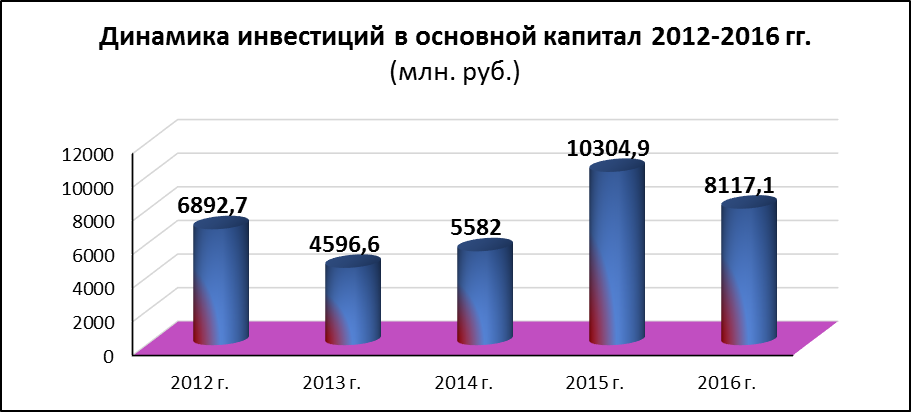 Динамика инвестиций в основной капитал 2012-2016 гг.
(млн. руб.)
12000
10000
8000
6000
4000
2000
0
6892,7
4596,6
5582
10304,9
8117,1
2012 г.
2013 г.
2014 г.
2015 г.
2016 г.